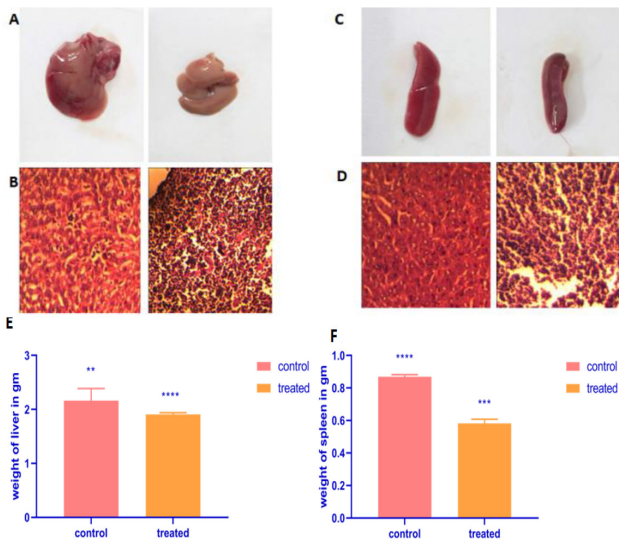 A
C
B
D
E
F
3
2
1
0
weight of liver in gm
**
****
control
treated
control
treated
1.0
0.8
0.6
0.4
0.2
0.0
weight of spleen in gm
****
***
control
treated
control
treated